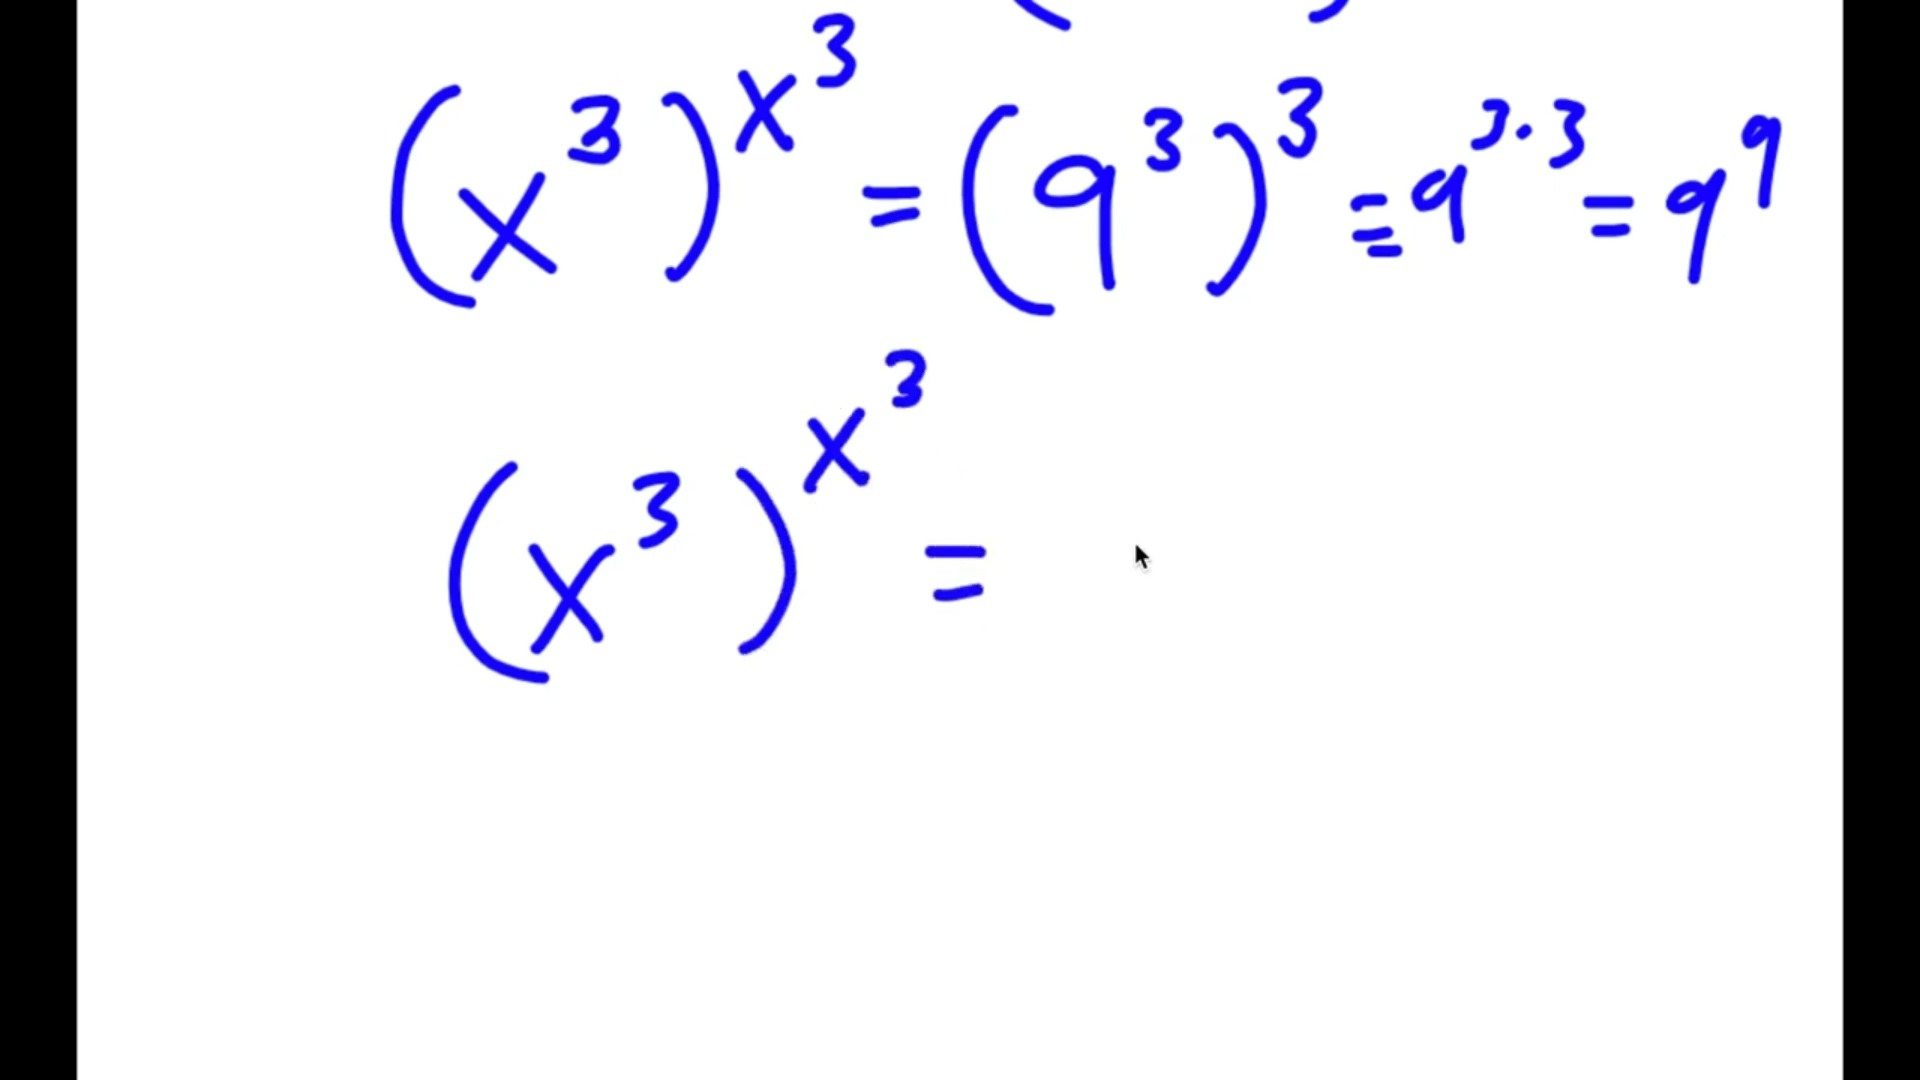 (x³)^x³ = (9³)³ = 9^3·3 = 9⁹
(x³)^x³ =